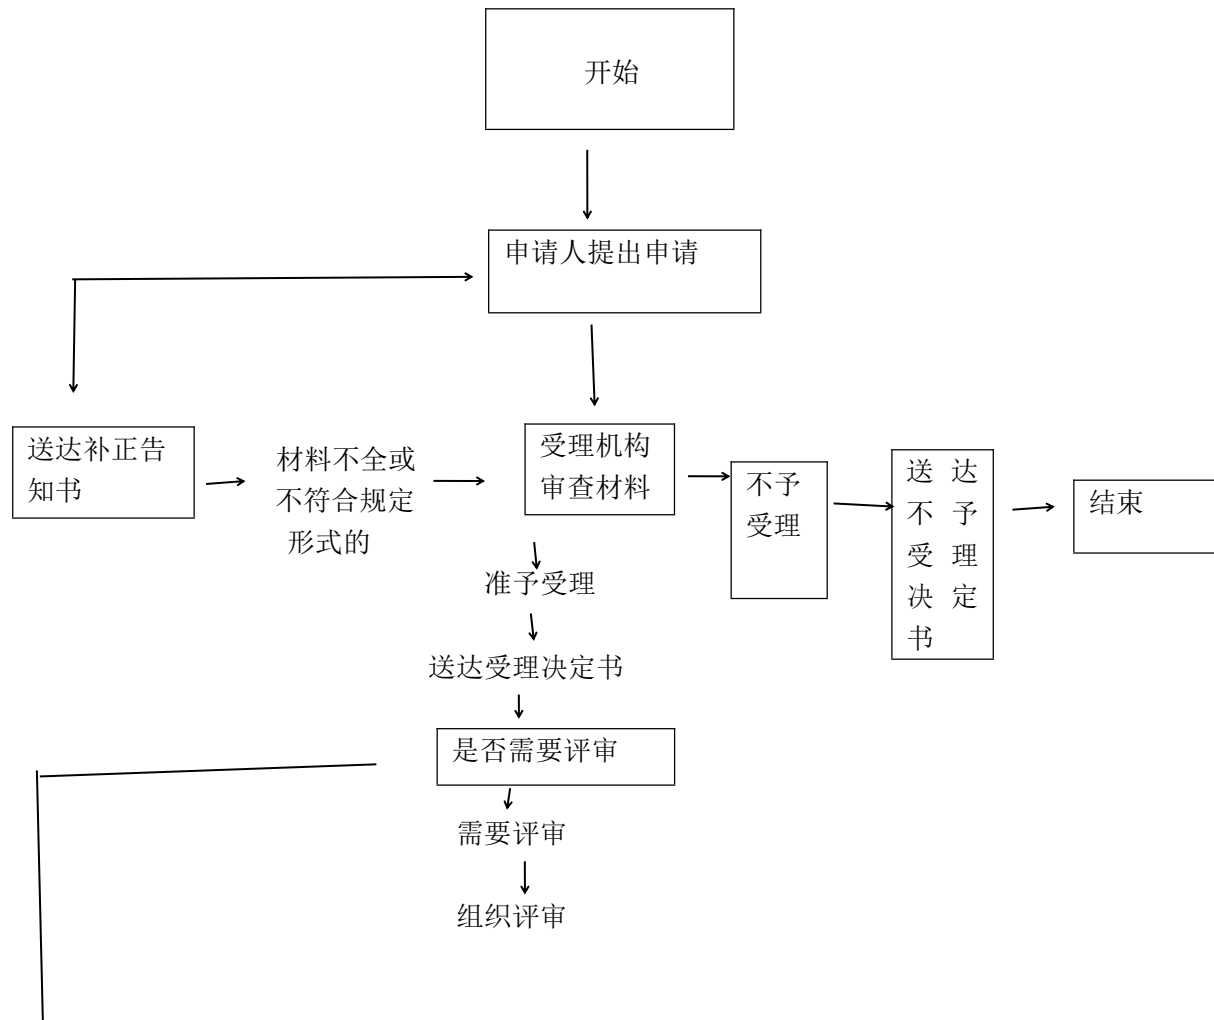 开始
申请人提出申请
送达补正告
知书
材料不全或
不符合规定
形式的
受理机构
审查材料
不予
受理
送达
不予
受理
决定
书
结束
准予受理
送达受理决定书
是否需要评审
需要评审
组织评审